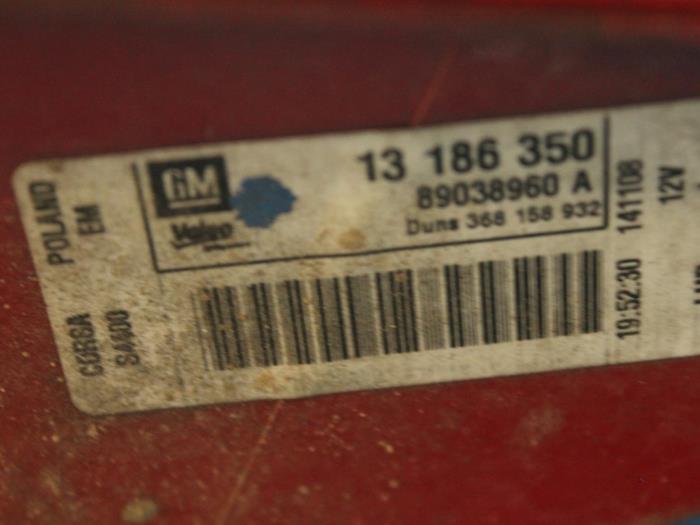 GM
13 186 350
89038960 A
Valeo
Duns 368 158 932
POLAND
EM
CORSA
S4400
19:52:30 141108
12V